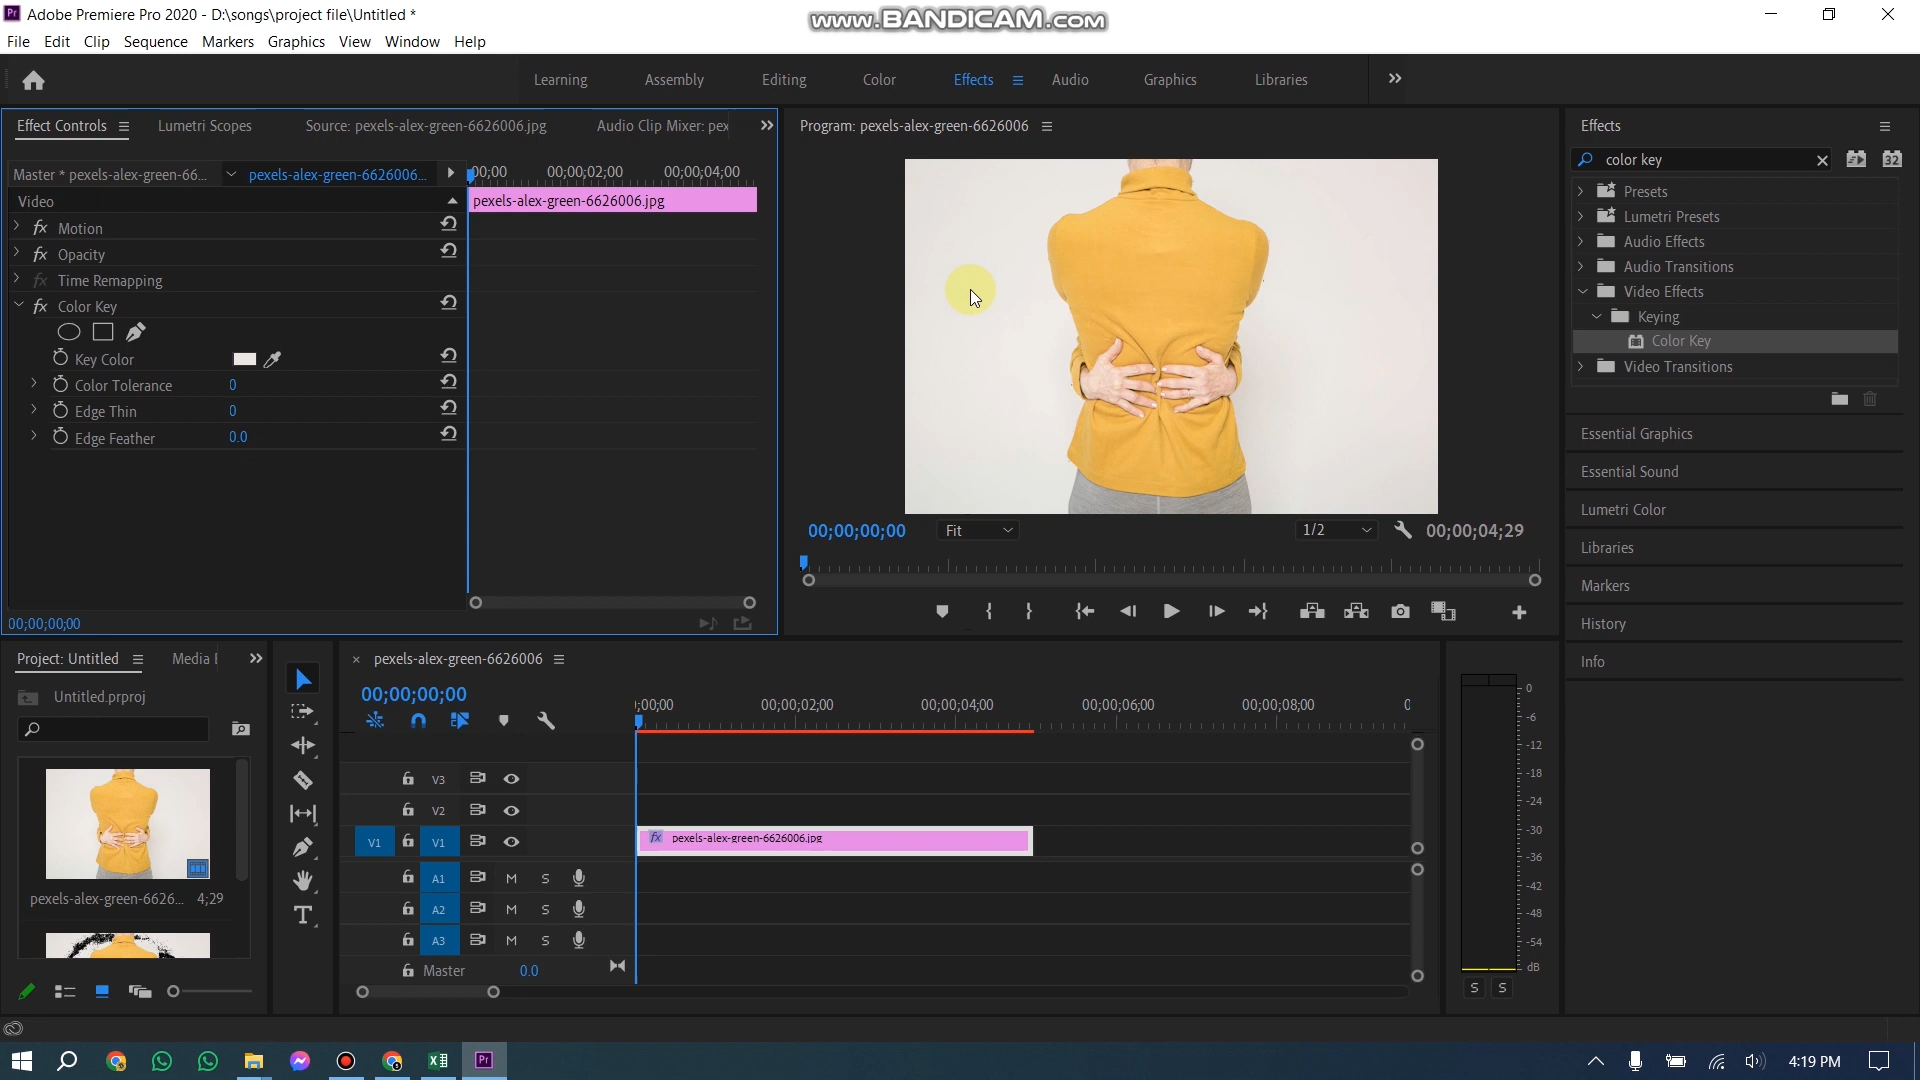 Adobe Premiere Pro 2020 - D:\songs\project file\Untitled *
www.BANDICAM.com
File Edit Clip Sequence Markers Graphics View Window Help
Learning Assembly Editing Color Effects Audio Graphics Libraries
Effect Controls Lumetri Scopes Source: pexels-alex-green-6626006.jpg Audio Clip Mixer: pex
Program: pexels-alex-green-6626006
Effects
color key
32
Master * pexels-alex-green-66... pexels-alex-green-6626006...
;00;00 00;00;02;00 00;00;04;00
Video
pexels-alex-green-6626006.jpg
fx Motion
fx Opacity
fx Time Remapping
fx Color Key
Key Color
Color Tolerance 0
Edge Thin 0
Edge Feather 0.0
00;00;00;00
Presets
Lumetri Presets
Audio Effects
Audio Transitions
Video Effects
Keying
Color Key
Video Transitions
Essential Graphics
Essential Sound
Lumetri Color
Libraries
Markers
History
Info
00;00;00;00 Fit 1/2 00;00;04;29
Project: Untitled
Untitled.prproj
pexels-alex-green-6626... 4;29
pexels-alex-green-6626006
00;00;00;00
;00;00 00;00;02;00 00;00;04;00 00;00;06;00 00;00;08;00 0
V3
V2
V1 V1 fx pexels-alex-green-6626006.jpg
A1 M S
A2 M S
A3 M S
Master 0.0
0
-6
-12
-18
-24
-30
-36
-42
-48
-54
dB
S S
Pr
4:19 PM